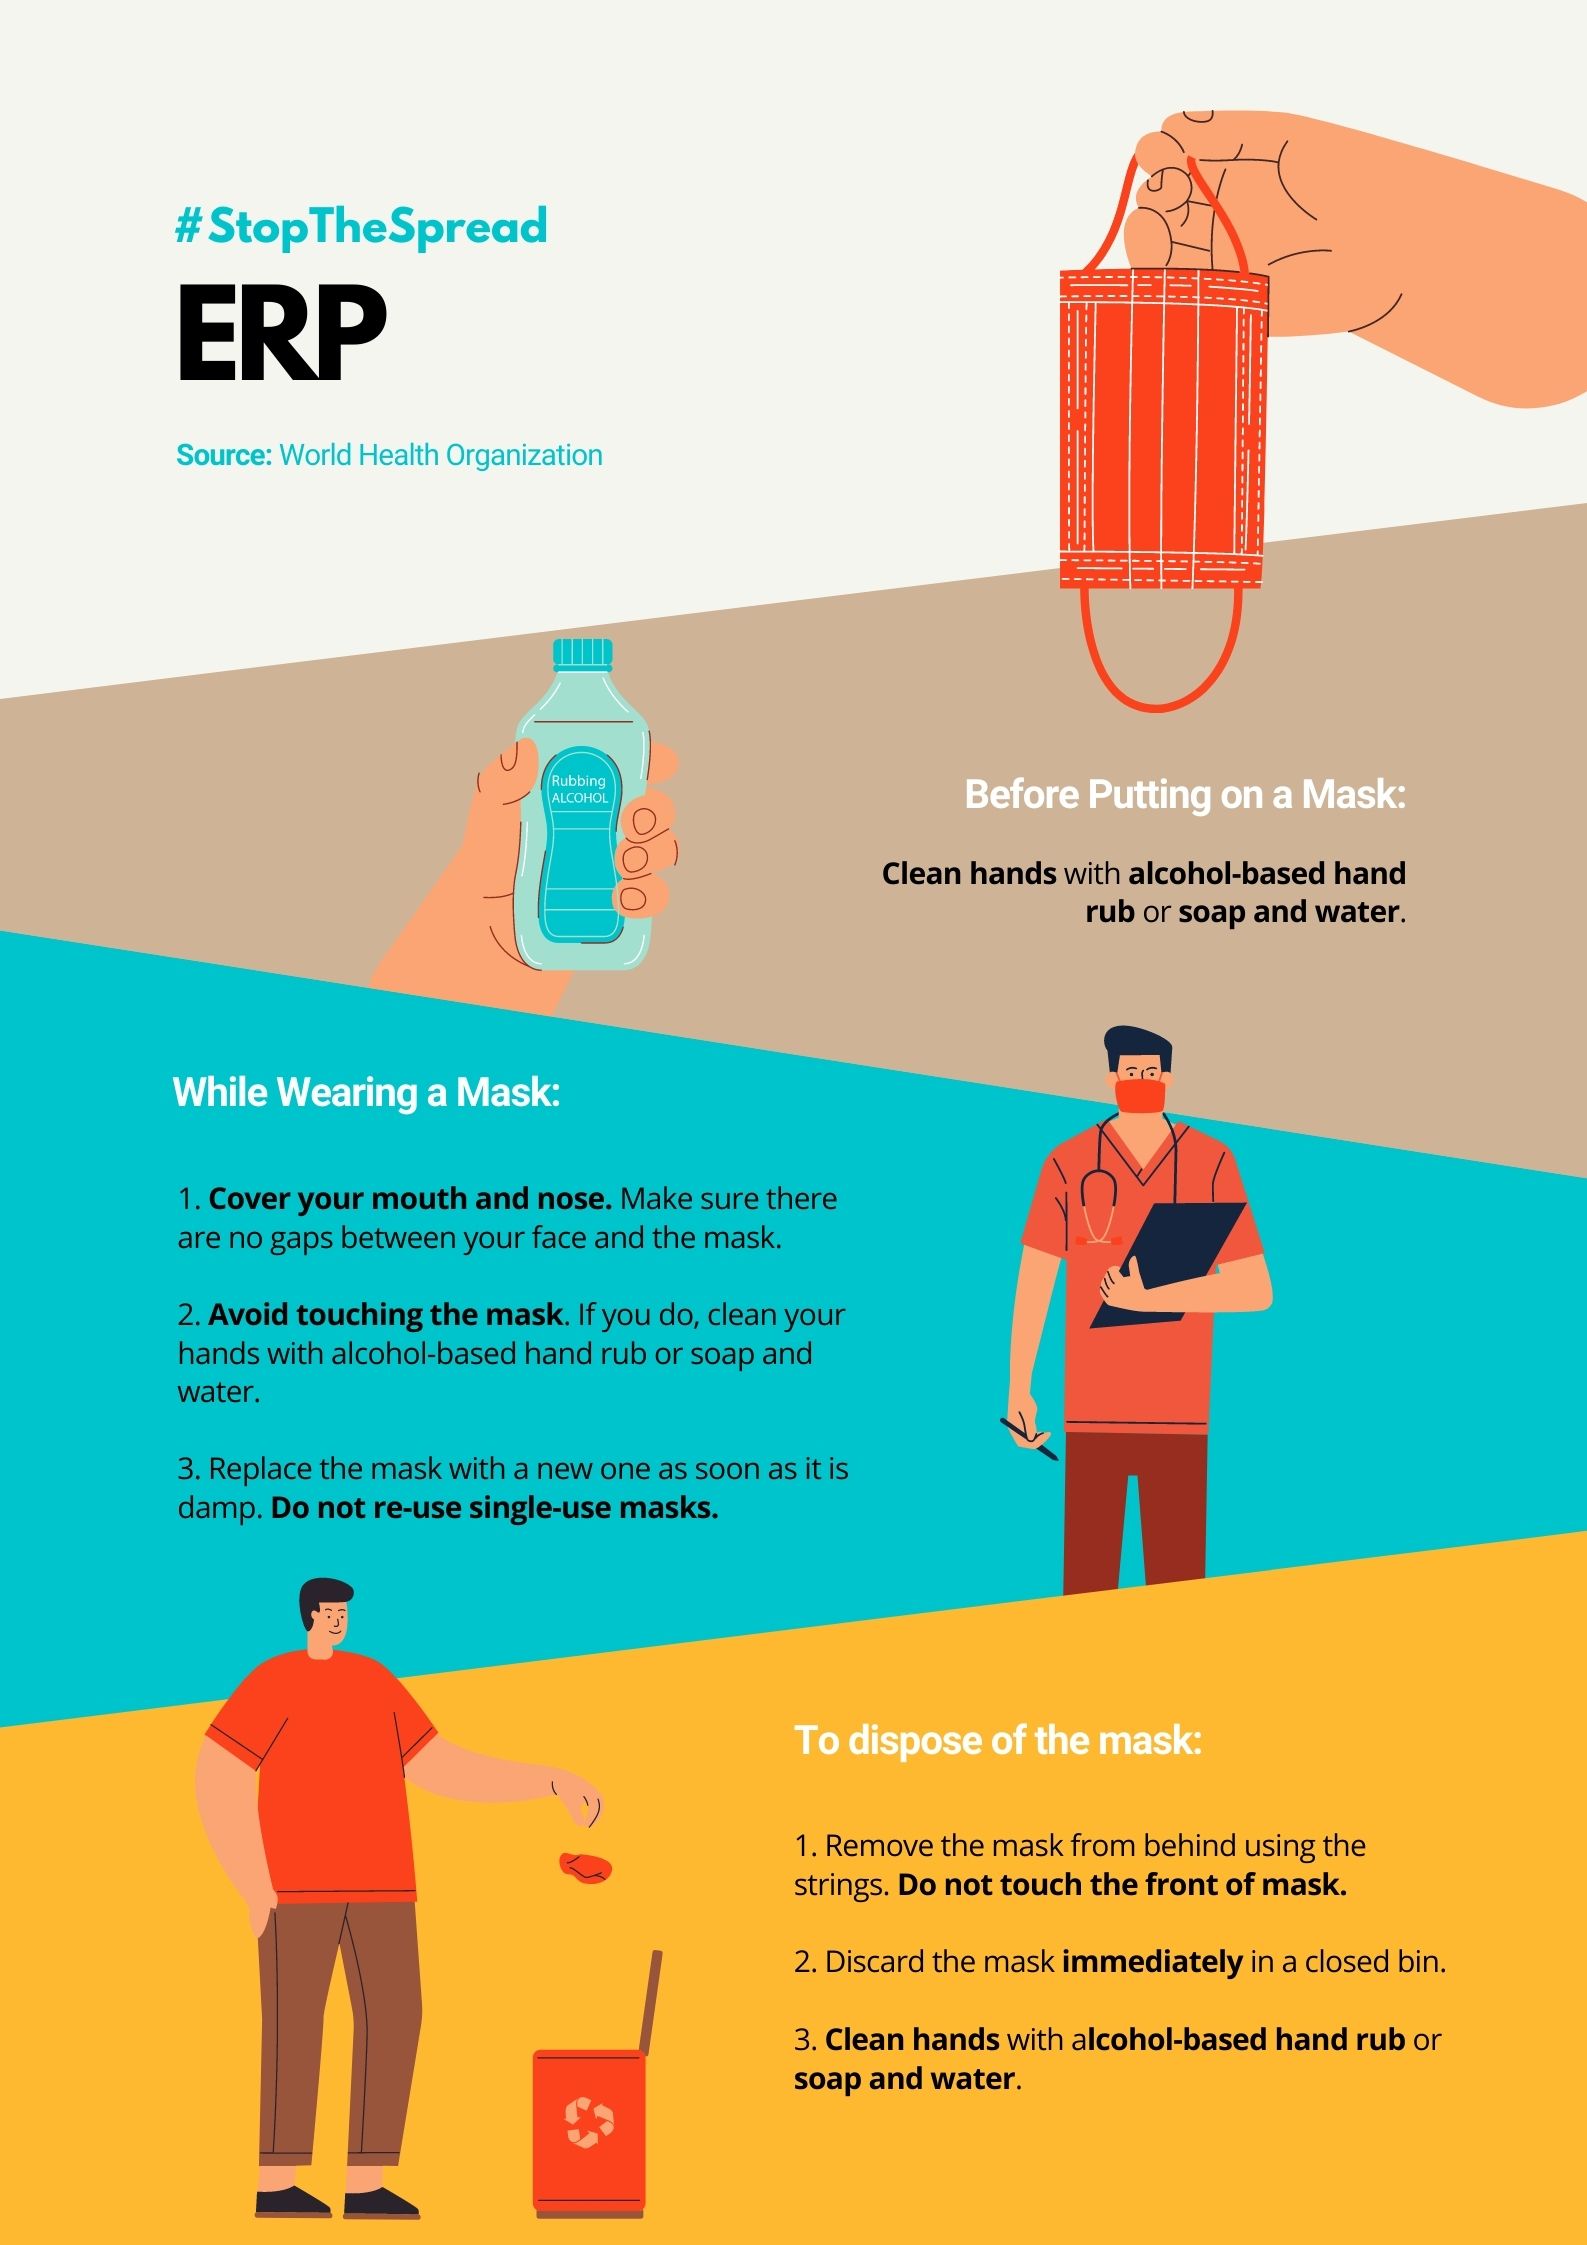 #StopTheSpread
ERP
Source: World Health Organization
Rubbing
ALCOHOL
Before Putting on a Mask:
Clean hands with alcohol-based hand
rub or soap and water.
While Wearing a Mask:
1. Cover your mouth and nose. Make sure there
are no gaps between your face and the mask.
2. Avoid touching the mask. If you do, clean your
hands with alcohol-based hand rub or soap and
water.
3. Replace the mask with a new one as soon as it is
damp. Do not re-use single-use masks.
To dispose of the mask:
1. Remove the mask from behind using the
strings. Do not touch the front of mask.
2. Discard the mask immediately in a closed bin.
3. Clean hands with alcohol-based hand rub or
soap and water.